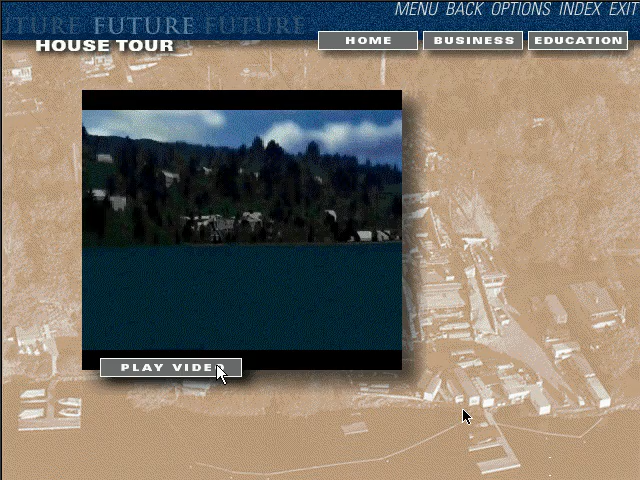 MENU BACK OPTIONS INDEX EXIT
FUTURE FUTURE
HOUSE TOUR
HOME BUSINESS EDUCATION
PLAY VIDE